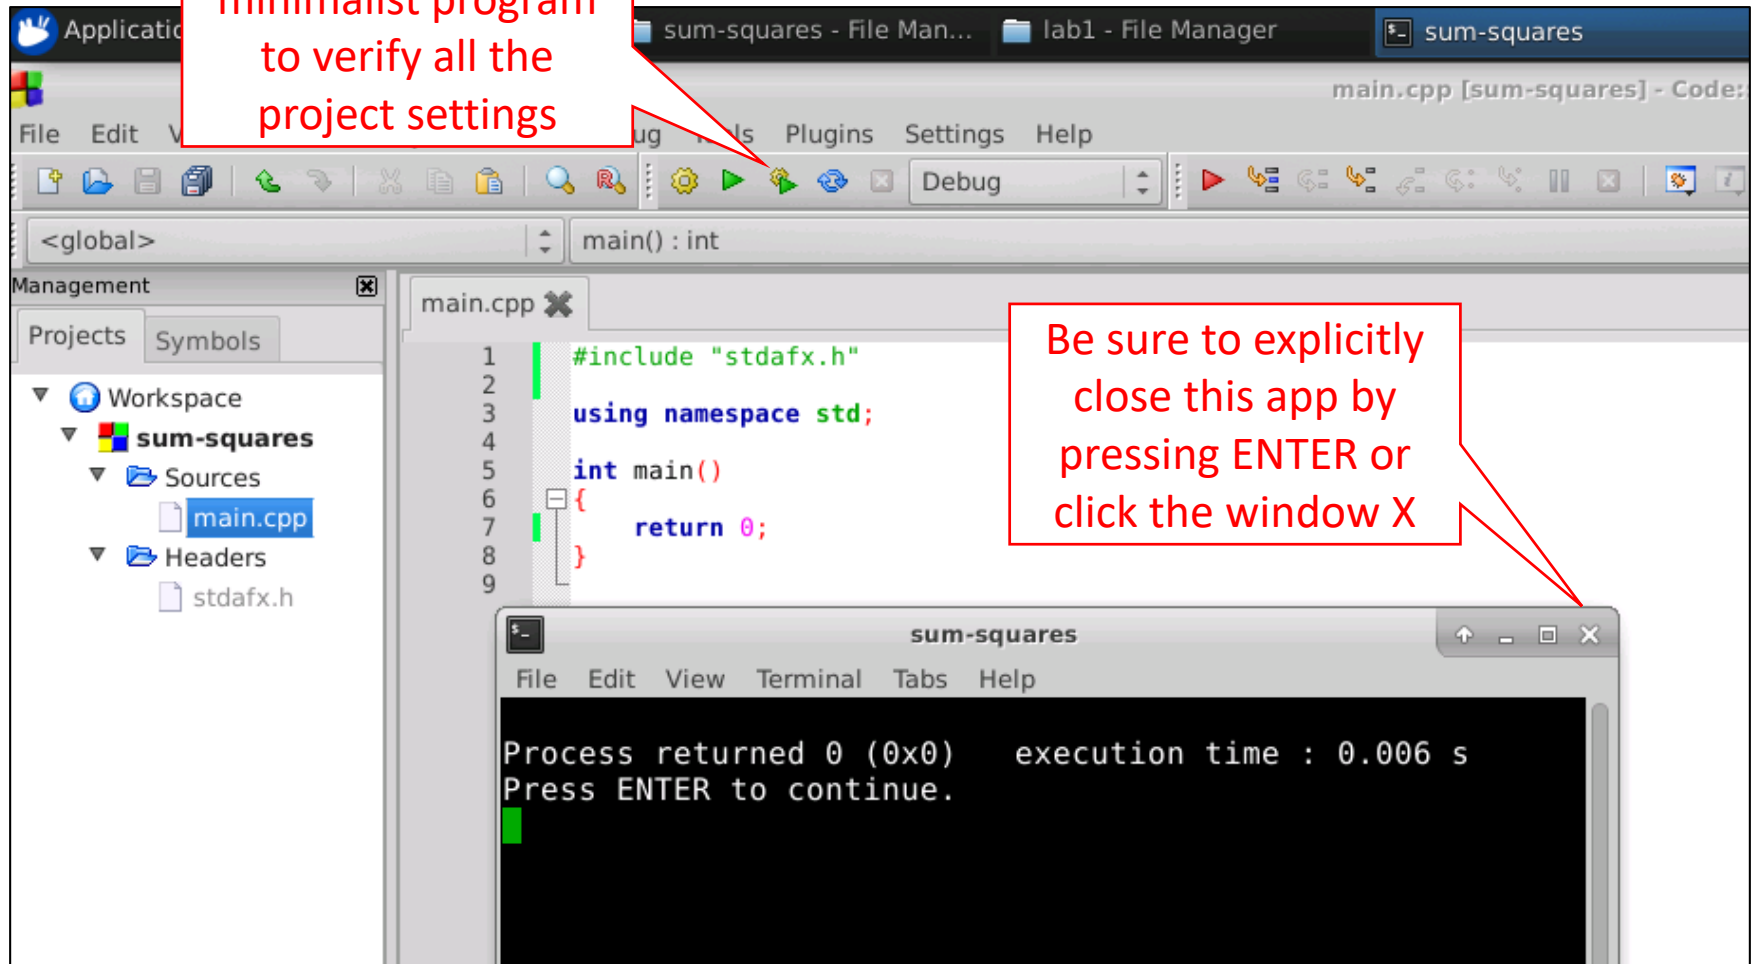 minimalist program
to verify all the
project settings
sum-squares - File Man...
lab1 - File Manager
sum-squares
main.cpp [sum-squares] - Code::
File Edit Plugins Settings Help
Debug
<global>
main() : int
Management
Projects Symbols
main.cpp
Workspace
sum-squares
Sources
main.cpp
Headers
stdafx.h
1 #include "stdafx.h"
2
3 using namespace std;
4
5 int main()
6 {
7 return 0;
8 }
9
Be sure to explicitly
close this app by
pressing ENTER or
click the window X
sum-squares
File Edit View Terminal Tabs Help
Process returned 0 (0x0) execution time : 0.006 s
Press ENTER to continue.